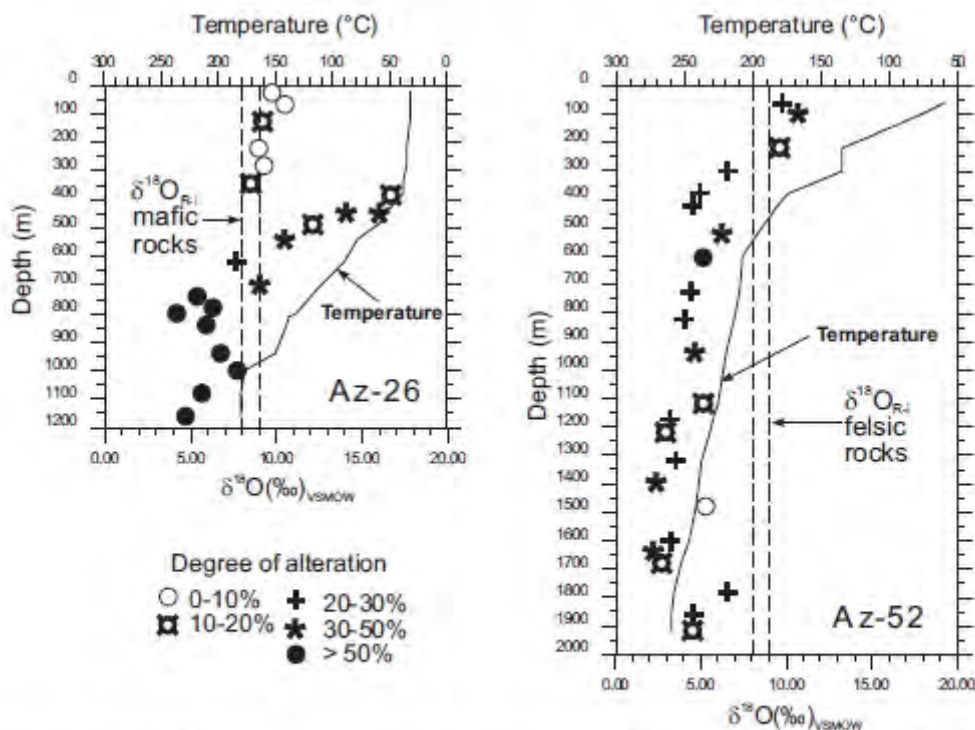 Temperature (°C)
300 250 200 150 100 50 0
0
100
200
300
400
500
600
700
800
900
1000
1100
1200
Depth (m)
δ¹⁸O_R-i
mafic
rocks
Temperature
Az-26
0.00 5.00 10.00 15.00 20.00
δ¹⁸O(‰)VSMOW
Degree of alteration
0-10%
10-20%
20-30%
30-50%
> 50%
Temperature (°C)
300 250 200 150 100 50
0
100
200
300
400
500
600
700
800
900
1000
1100
1200
1300
1400
1500
1600
1700
1800
1900
2000
Depth (m)
Temperature
δ¹⁸O_R-i
felsic
rocks
Az-52
0.00 5.00 10.00 15.00 20.00
δ¹⁸O(‰)VSMOW